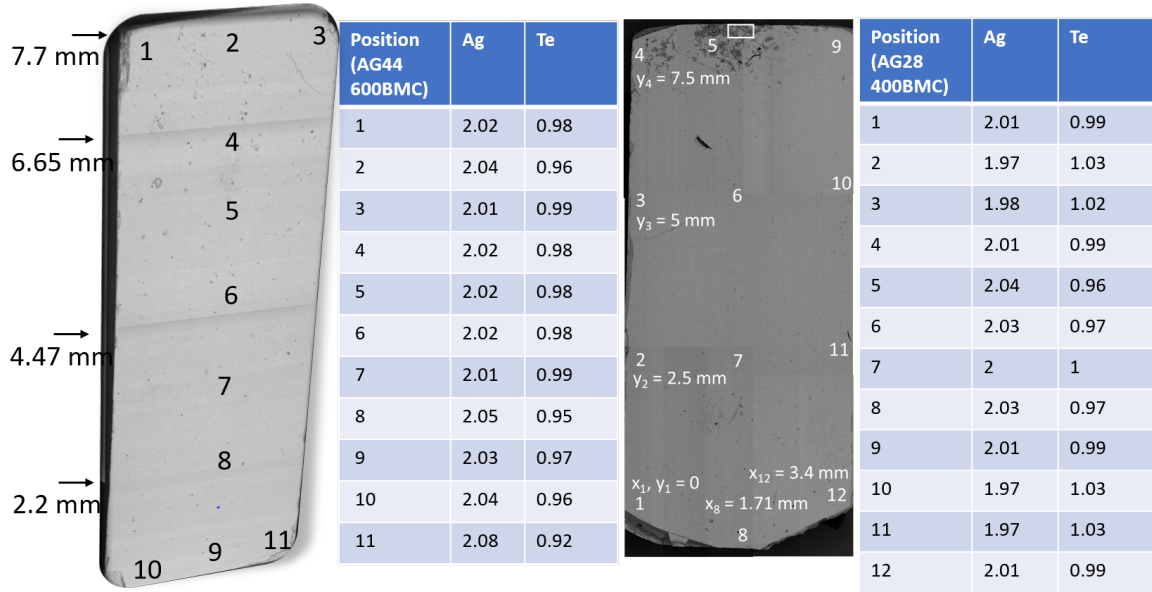 7.7 mm
6.65 mm
4.47 mm
2.2 mm
1 2 3
4
5
6
7
8
9
10
11
Position (AG44 600BMC) Ag Te
1 2.02 0.98
2 2.04 0.96
3 2.01 0.99
4 2.02 0.98
5 2.02 0.98
6 2.02 0.98
7 2.01 0.99
8 2.05 0.95
9 2.03 0.97
10 2.04 0.96
11 2.08 0.92
4 5 9
y₄ = 7.5 mm
10
3 6
y₃ = 5 mm
11
2 7
y₂ = 2.5 mm
x₁₂ = 3.4 mm
x₁, y₁ = 0
12
1 x₈ = 1.71 mm
8
Position (AG28 400BMC) Ag Te
1 2.01 0.99
2 1.97 1.03
3 1.98 1.02
4 2.01 0.99
5 2.04 0.96
6 2.03 0.97
7 2 1
8 2.03 0.97
9 2.01 0.99
10 1.97 1.03
11 1.97 1.03
12 2.01 0.99